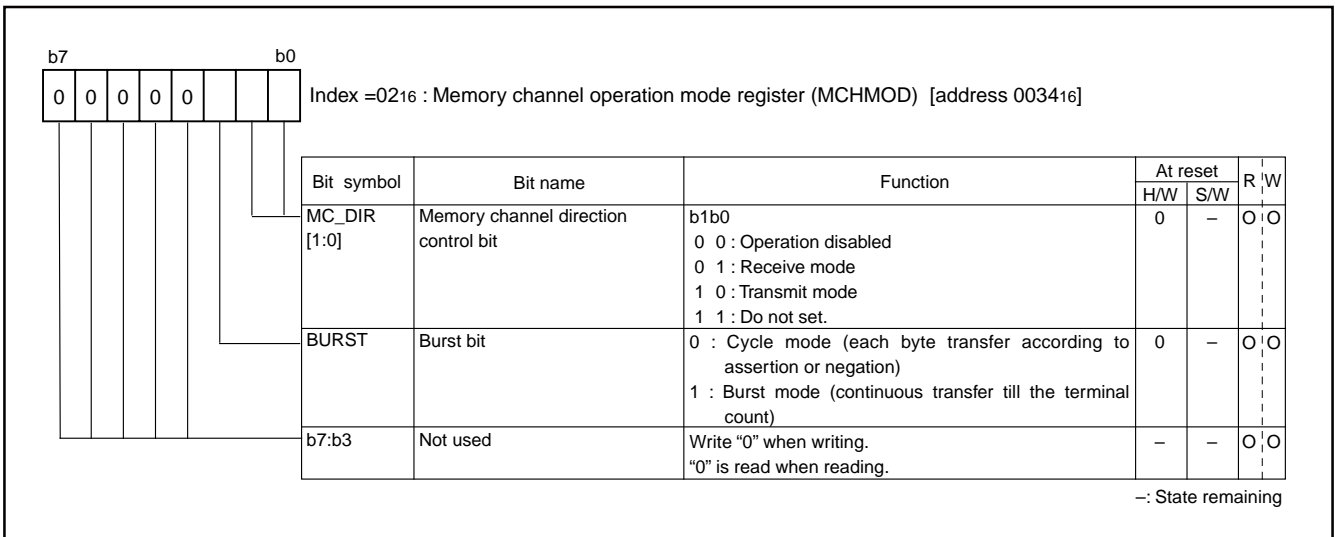 b7 b0
0 0 0 0 0 Index =0216 : Memory channel operation mode register (MCHMOD) [address 003416]
Bit symbol Bit name Function At reset R W
H/W S/W
MC_DIR Memory channel direction b1b0 0 – O O
[1:0] control bit 0 0 : Operation disabled
0 1 : Receive mode
1 0 : Transmit mode
1 1 : Do not set.
BURST Burst bit 0 : Cycle mode (each byte transfer according to 0 – O O
assertion or negation)
1 : Burst mode (continuous transfer till the terminal
count)
b7:b3 Not used Write “0” when writing. – – O O
“0” is read when reading.
–: State remaining